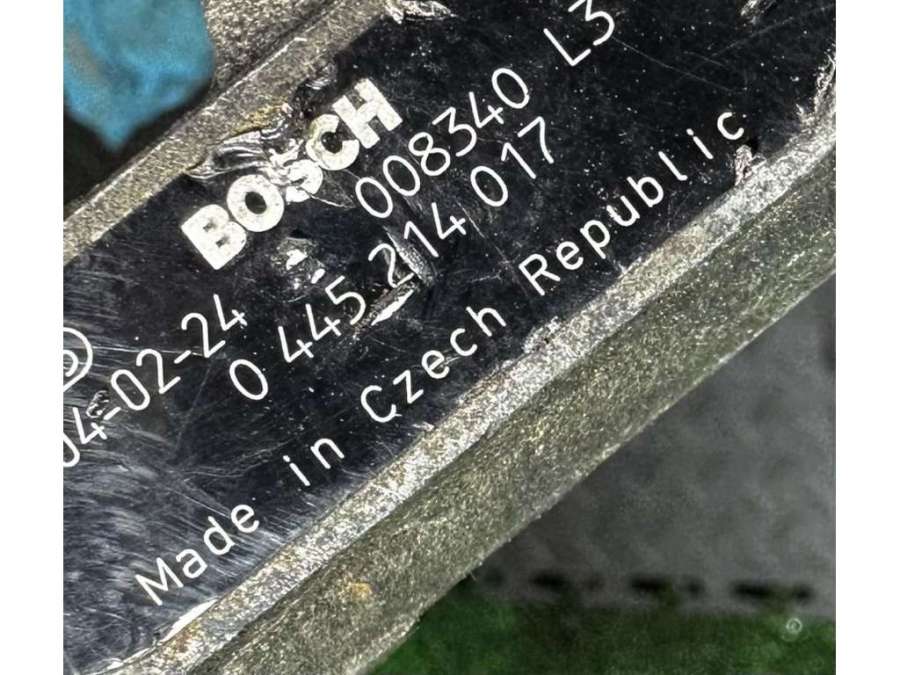 BOSCH
008340 L3
04-02-24
0 445 214 017
Made in Czech Republic